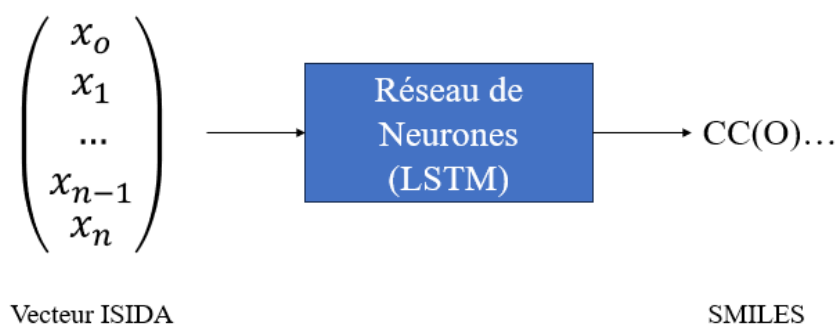 x_o
x_1
...
x_{n−1}
x_n
Réseau de
Neurones
(LSTM)
CC(O)...
Vecteur ISIDA
SMILES